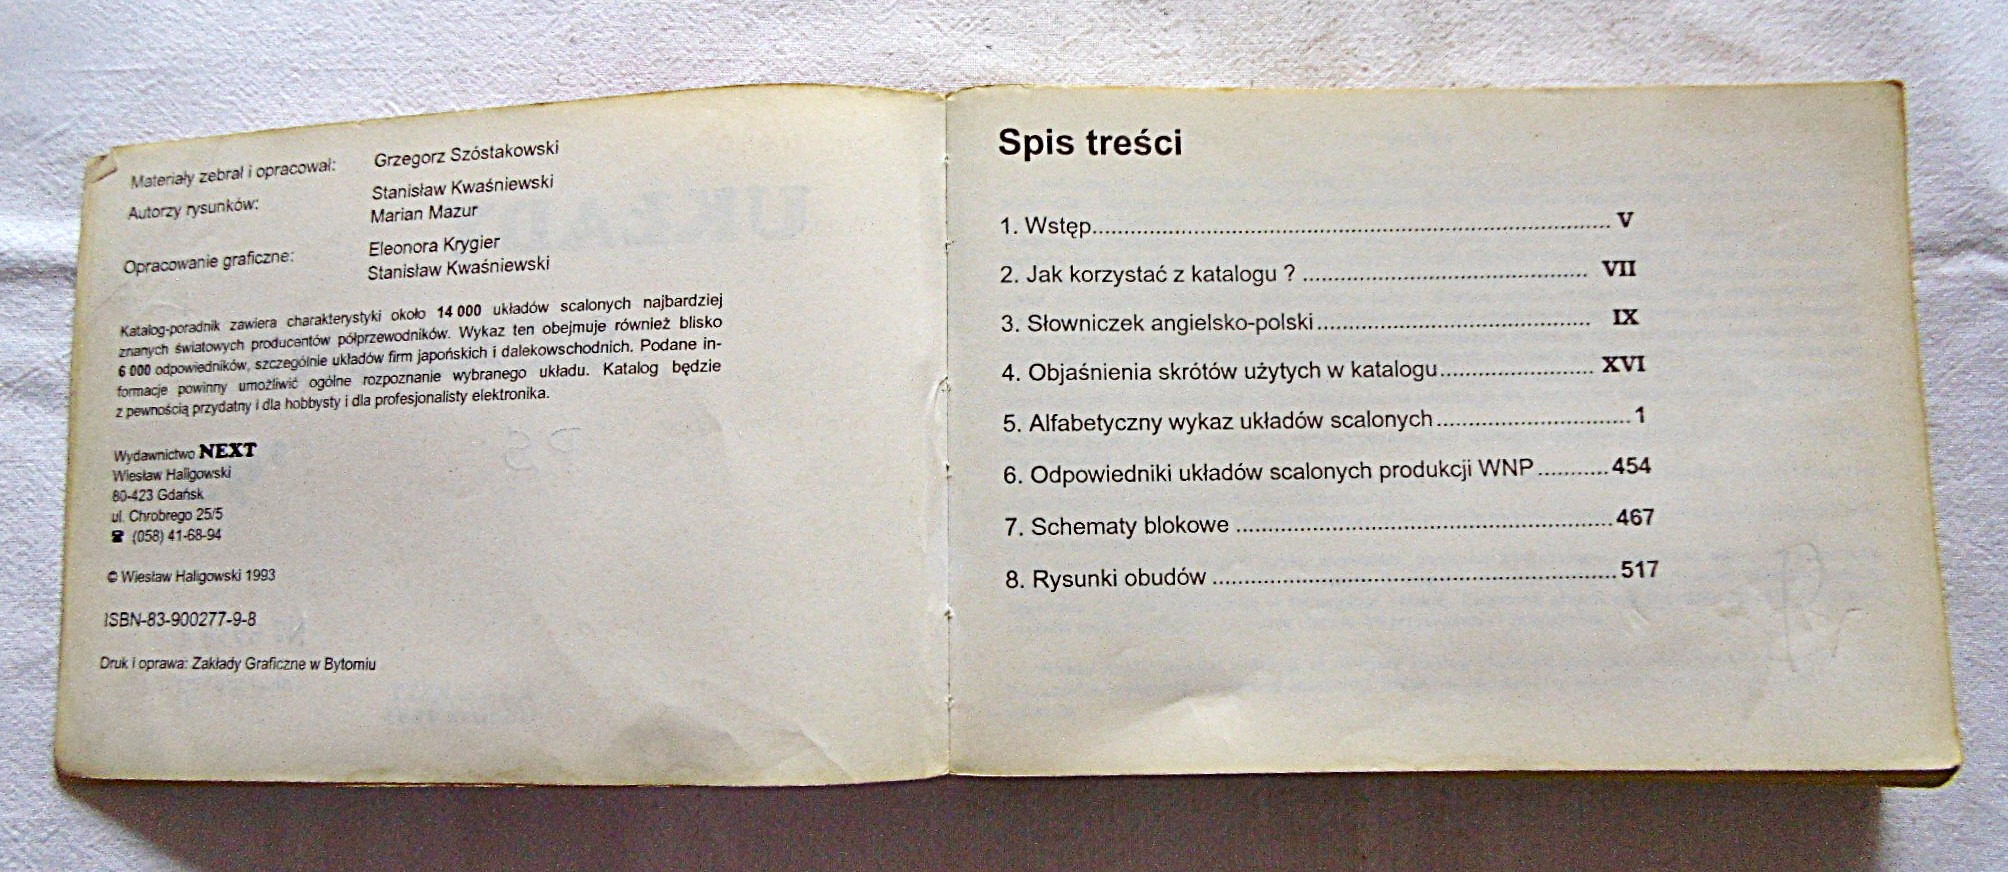 Materiały zebrał i opracował: Grzegorz Szóstakowski
Autorzy rysunków: Stanisław Kwaśniewski
Marian Mazur
Opracowanie graficzne: Eleonora Krygier
Stanisław Kwaśniewski
Katalog-poradnik zawiera charakterystyki około 14 000 układów scalonych najbardziej
znanych światowych producentów półprzewodników. Wykaz ten obejmuje również blisko
6 000 odpowiedników, szczególnie układów firm japońskich i dalekowschodnich. Podane in-
formacje powinny umożliwić ogólne rozpoznanie wybranego układu. Katalog będzie
z pewnością przydatny i dla hobbysty i dla profesjonalisty elektronika.
Wydawnictwo NEXT
Wiesław Haligowski
80-423 Gdańsk
ul. Chrobrego 25/5
☎ (058) 41-68-94
© Wiesław Haligowski 1993
ISBN-83-900277-9-8
Druk i oprawa: Zakłady Graficzne w Bytomiu
Spis treści
1. Wstęp.................................................................................... V
2. Jak korzystać z katalogu ? .............................................. VII
3. Słowniczek angielsko-polski............................................ IX
4. Objaśnienia skrótów użytych w katalogu......................... XVI
5. Alfabetyczny wykaz układów scalonych...............................1
6. Odpowiedniki układów scalonych produkcji WNP...........454
7. Schematy blokowe ............................................................467
8. Rysunki obudów ................................................................517